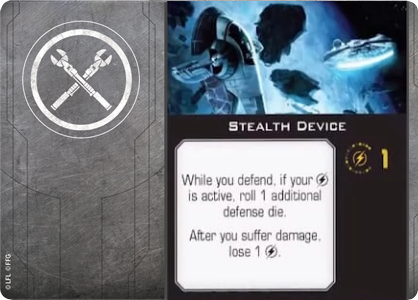 STEALTH DEVICE
1
While you defend, if your
is active, roll 1 additional
defense die.
After you suffer damage,
lose 1 .
©LFL ©FFG